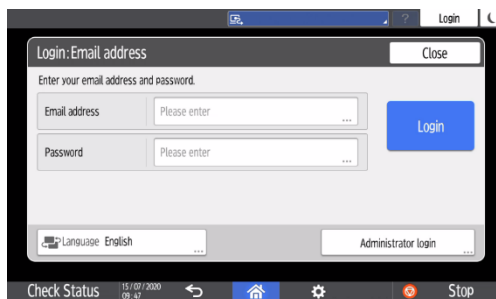 ? Login
Login:Email address Close
Enter your email address and password.
Email address Please enter ...
Login
Password Please enter ...
Language English ... Administrator login ...
Check Status 15/07/2020 Stop
09:47